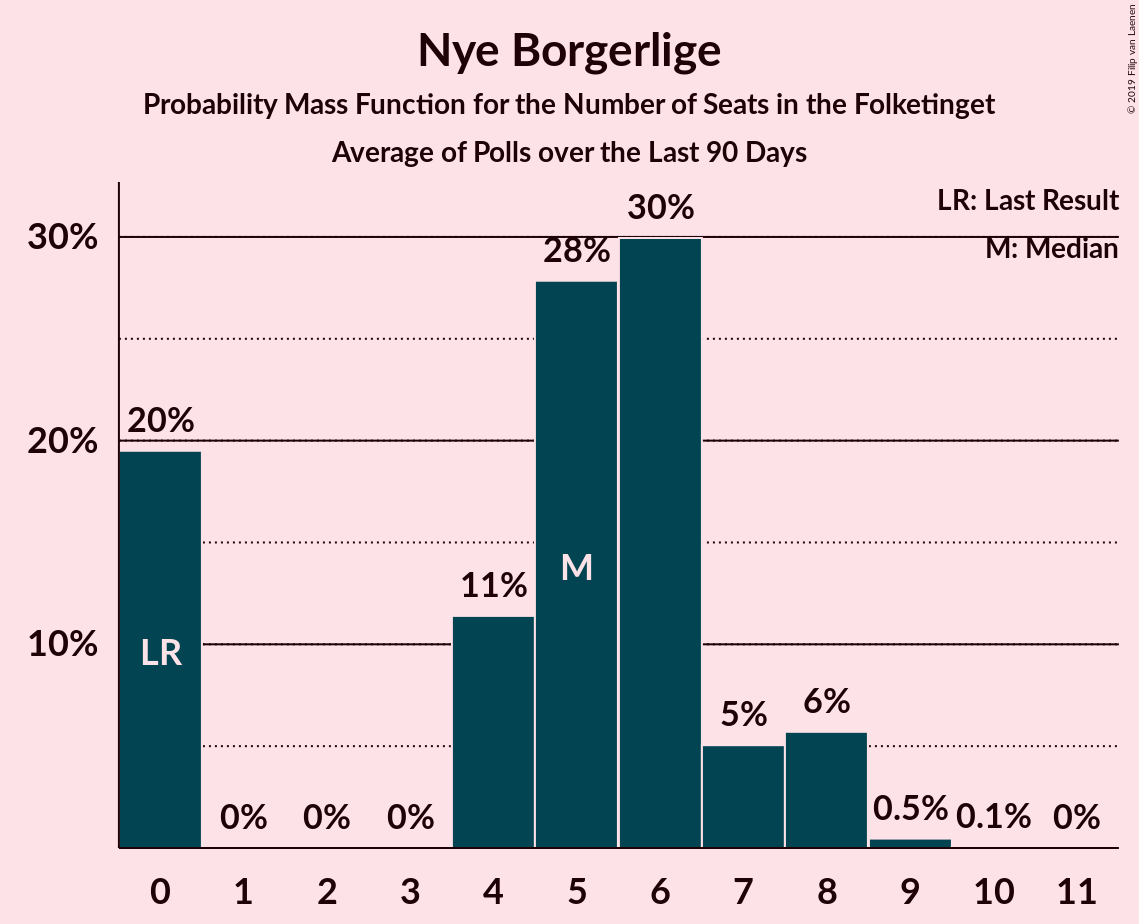 Nye Borgerlige
Probability Mass Function for the Number of Seats in the Folketinget
Average of Polls over the Last 90 Days
© 2019 Filip van Laenen
LR: Last Result
M: Median
30%
20%
10%
20%
0%
0%
0%
11%
28%
30%
5%
6%
0.5%
0.1%
0%
LR
M
0 1 2 3 4 5 6 7 8 9 10 11